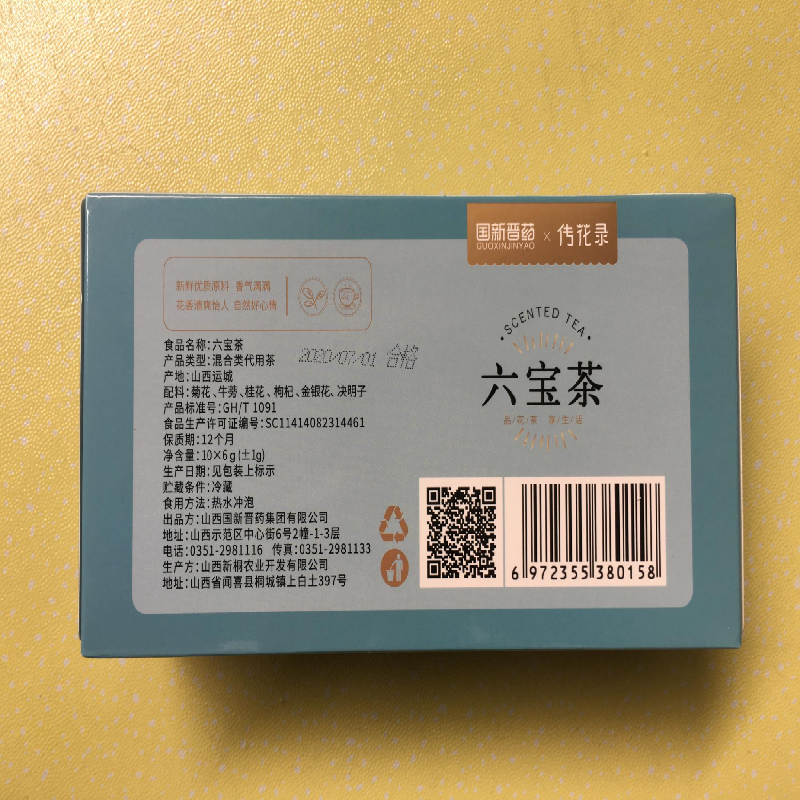 国新晋药 × 传花录
GUOXINJINYAO
新鲜优质原料 香气满满
花香清爽怡人 自然好心情
·SCENTED TEA·
六宝茶
品/花/茶 享/生/活
食品名称:六宝茶
产品类型:混合类代用茶
2020/07/01 合格
产地:山西运城
配料:菊花、牛蒡、桂花、枸杞、金银花、决明子
产品标准号:GH/T 1091
食品生产许可证编号:SC11414082314461
保质期:12个月
净含量:10×6g(±1g)
生产日期:见包装上标示
贮藏条件:冷藏
食用方法:热水冲泡
出品方:山西国新晋药集团有限公司
地址:山西示范区中心街6号2幢-1-3层
电话:0351-2981116 传真:0351-2981133
生产方:山西新桐农业开发有限公司
地址:山西省闻喜县桐城镇上白土397号
6 972355 380158